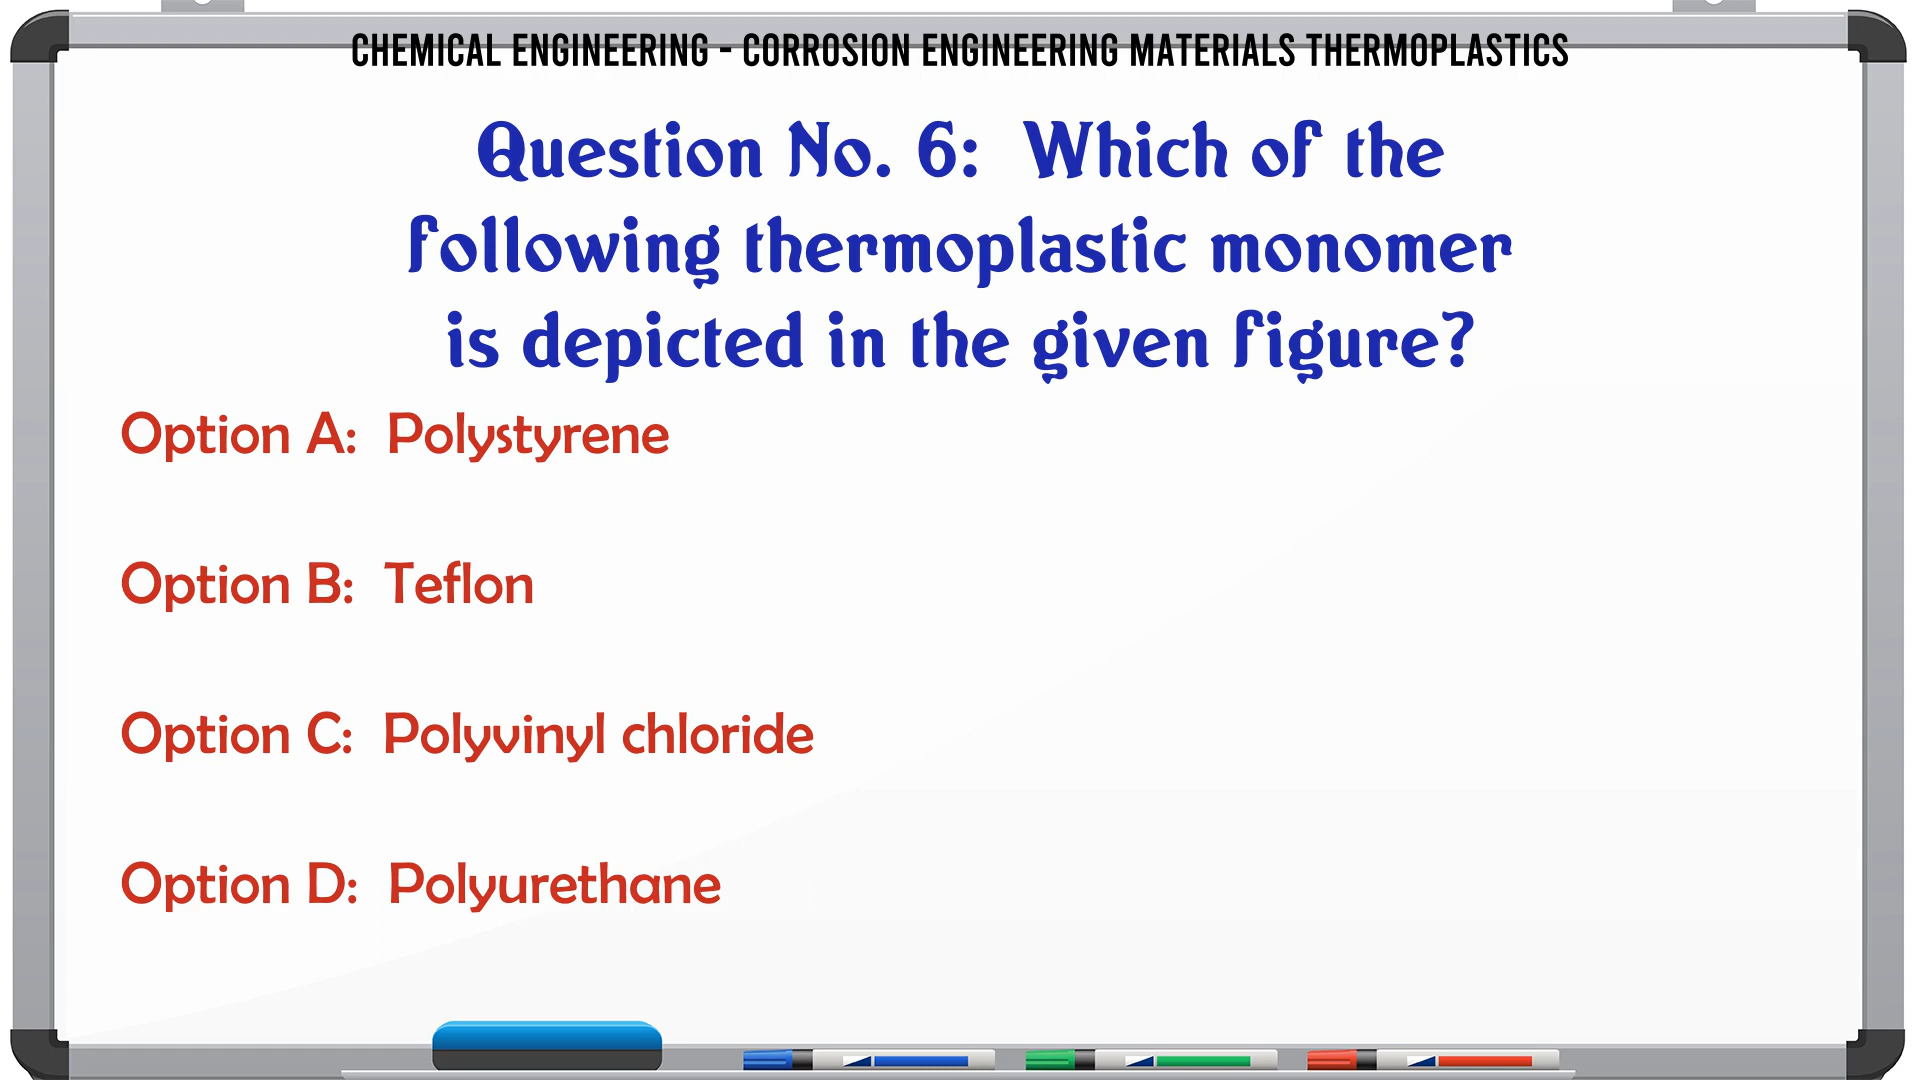 CHEMICAL ENGINEERING - CORROSION ENGINEERING MATERIALS THERMOPLASTICS
Question No. 6: Which of the
following thermoplastic monomer
is depicted in the given figure?
Option A: Polystyrene
Option B: Teflon
Option C: Polyvinyl chloride
Option D: Polyurethane